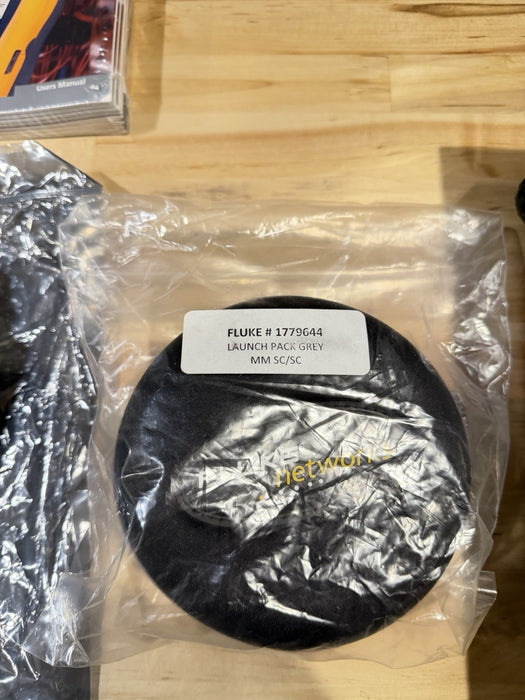 Users Manual
FLUKE # 1779644
LAUNCH PACK GREY
MM SC/SC
networks